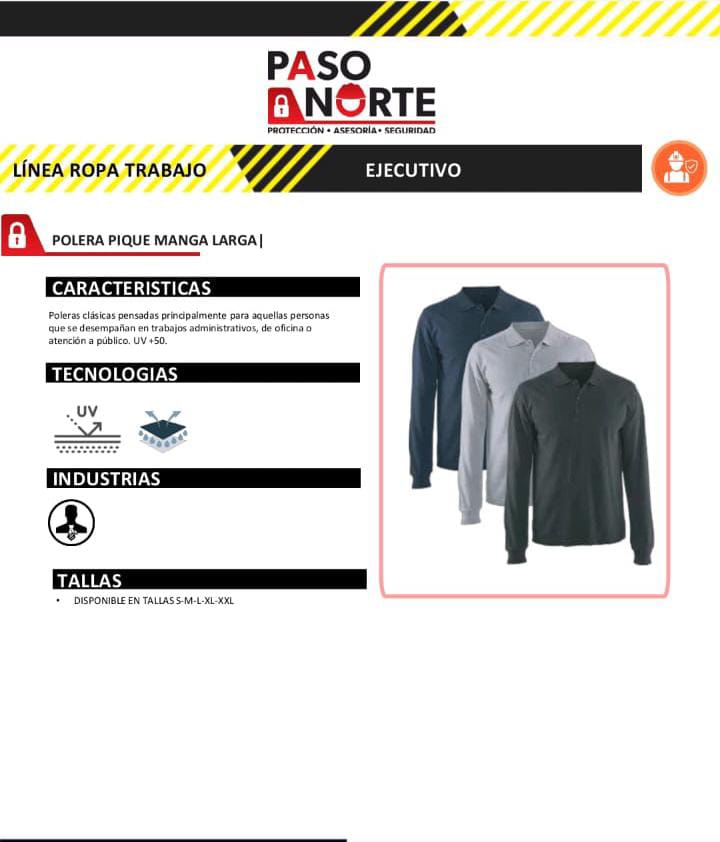 PASO
NORTE
PROTECCIÓN • ASESORÍA • SEGURIDAD
LÍNEA ROPA TRABAJO
EJECUTIVO
POLERA PIQUE MANGA LARGA|
CARACTERISTICAS
Poleras clásicas pensadas principalmente para aquellas personas
que se desempañan en trabajos administrativos, de oficina o
atención a público. UV +50.
TECNOLOGIAS
UV
INDUSTRIAS
TALLAS
• DISPONIBLE EN TALLAS S-M-L-XL-XXL